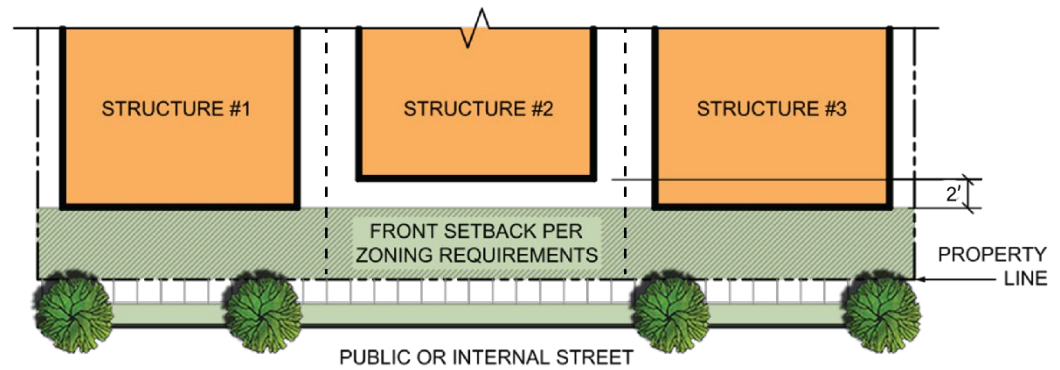 STRUCTURE #1
STRUCTURE #2
STRUCTURE #3
2'
FRONT SETBACK PER
ZONING REQUIREMENTS
PROPERTY
LINE
PUBLIC OR INTERNAL STREET